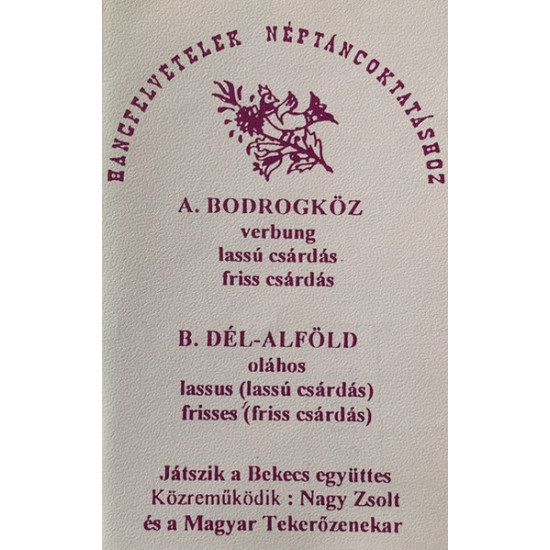 HANGFELVÉTELEK NÉPTÁNCOKTATÁSHOZ
A. BODROGKÖZ
verbung
lassú csárdás
friss csárdás
B. DÉL-ALFÖLD
oláhos
lassus (lassú csárdás)
frisses (friss csárdás)
Játszik a Bekecs együttes
Közreműködik : Nagy Zsolt
és a Magyar Tekerőzenekar